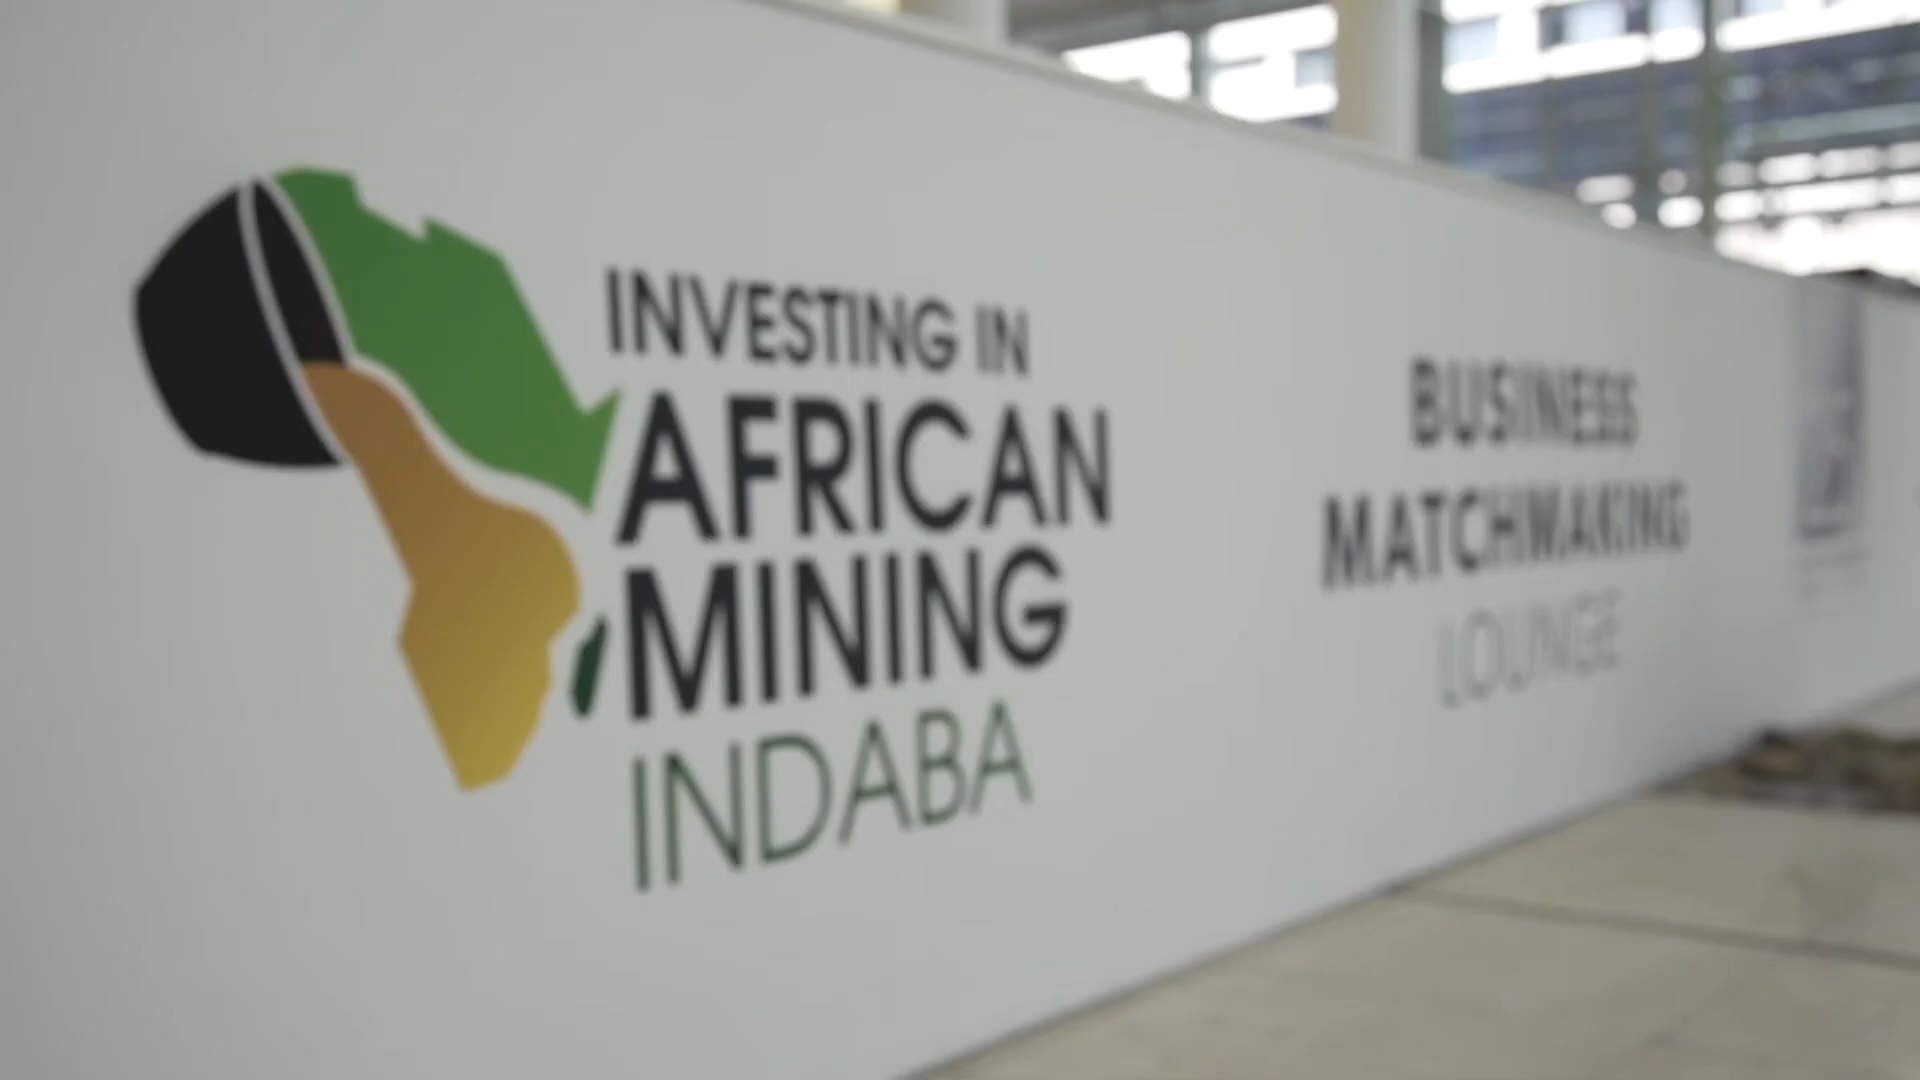 INVESTING IN
AFRICAN
MINING
INDABA
BUSINESS
MATCHMAKING
LOUNGE